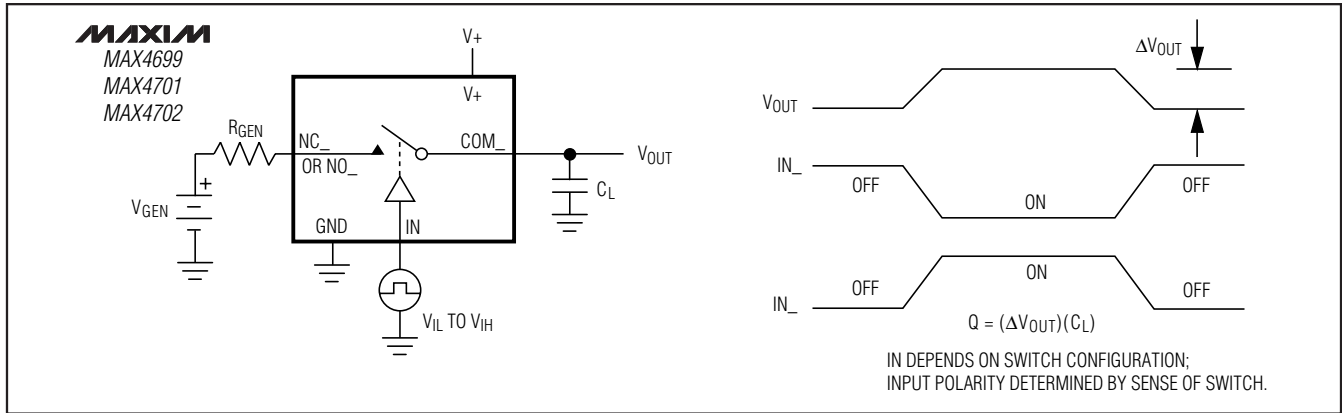 MAXIM
MAX4699
MAX4701
MAX4702
V+
V+
RGEN
NC_
OR NO_
COM_
VOUT
CL
VGEN
+
GND
IN
VIL TO VIH
ΔVOUT
VOUT
IN_
OFF
ON
OFF
IN_
OFF
ON
OFF
Q = (ΔVOUT)(CL)
IN DEPENDS ON SWITCH CONFIGURATION;
INPUT POLARITY DETERMINED BY SENSE OF SWITCH.